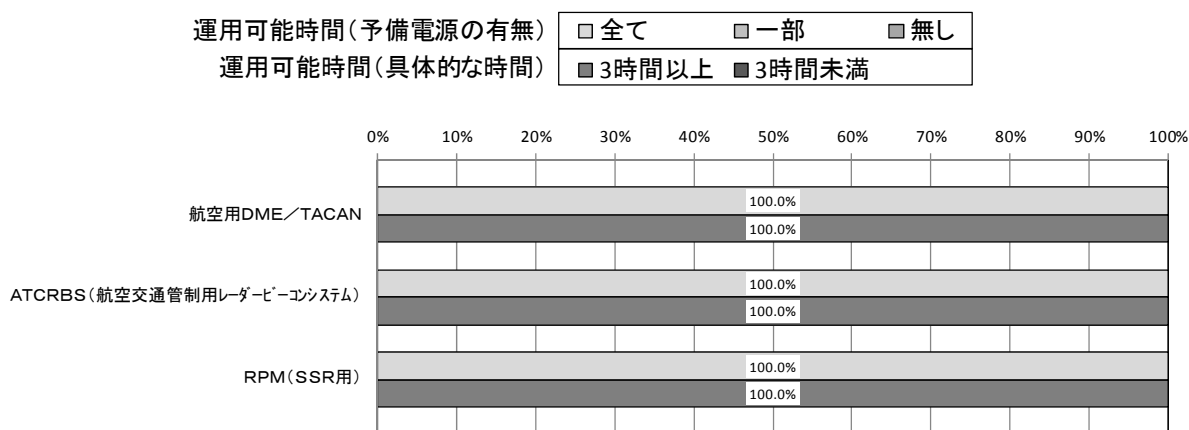 運用可能時間(予備電源の有無) 全て 一部 無し
運用可能時間(具体的な時間) 3時間以上 3時間未満
0% 10% 20% 30% 40% 50% 60% 70% 80% 90% 100%
100.0%
航空用DME/TACAN
100.0%
100.0%
ATCRBS(航空交通管制用ﾚｰﾀﾞｰﾋﾞｰｺﾝｼｽﾃﾑ)
100.0%
100.0%
RPM(SSR用)
100.0%